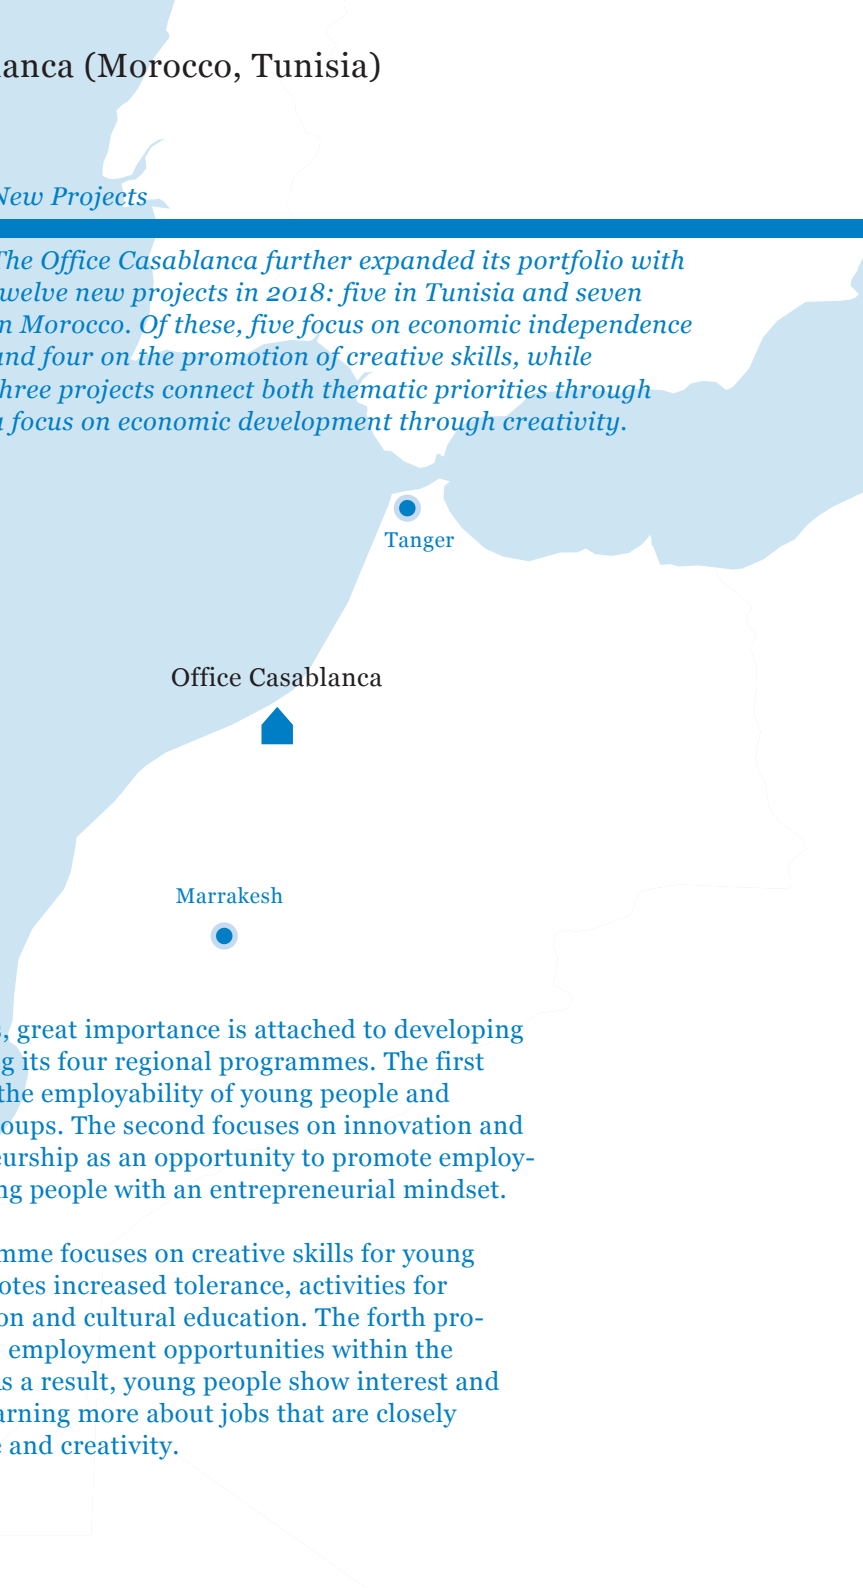 anca (Morocco, Tunisia)
New Projects
The Office Casablanca further expanded its portfolio with
twelve new projects in 2018: five in Tunisia and seven
in Morocco. Of these, five focus on economic independence
and four on the promotion of creative skills, while
three projects connect both thematic priorities through
a focus on economic development through creativity.
Tanger
Office Casablanca
Marrakesh
, great importance is attached to developing
g its four regional programmes. The first
the employability of young people and
oups. The second focuses on innovation and
eurship as an opportunity to promote employ-
ng people with an entrepreneurial mindset.
mme focuses on creative skills for young
otes increased tolerance, activities for
on and cultural education. The forth pro-
employment opportunities within the
s a result, young people show interest and
arning more about jobs that are closely
and creativity.